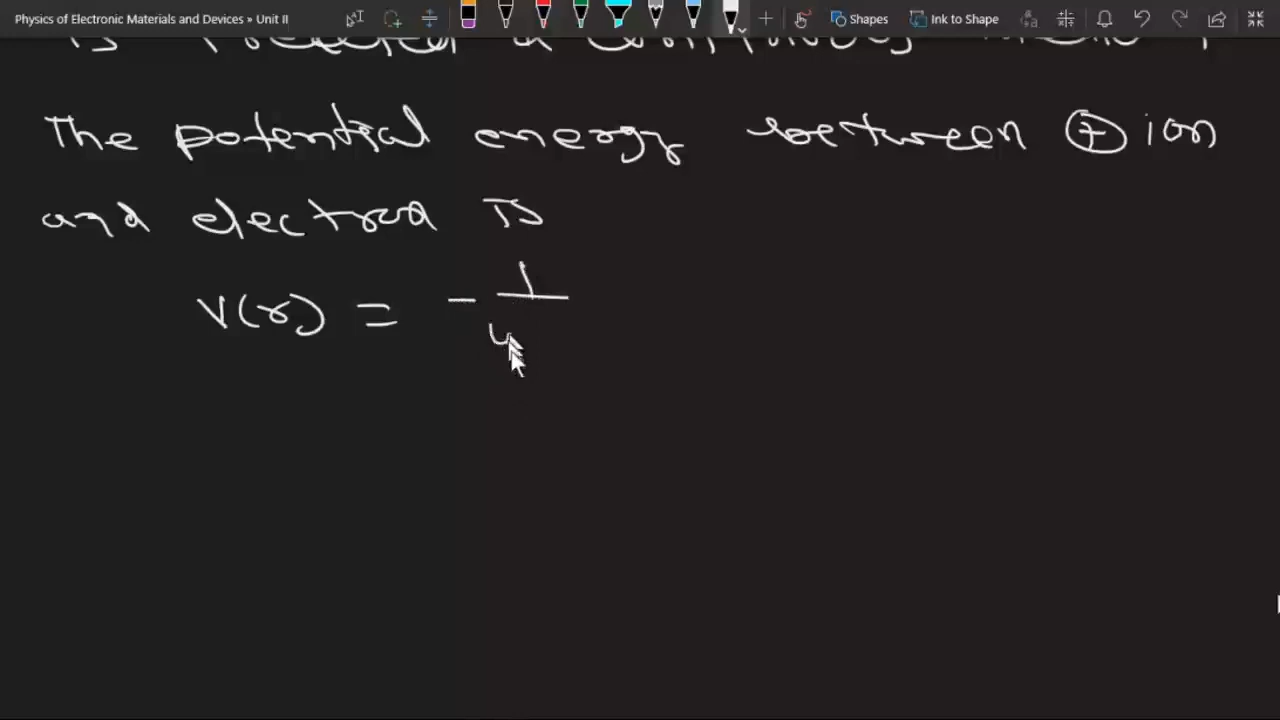 Physics of Electronic Materials and Devices » Unit II
Shapes
Ink to Shape
is
The potential energy between + ion
and electron is
V(r) = - 1
4